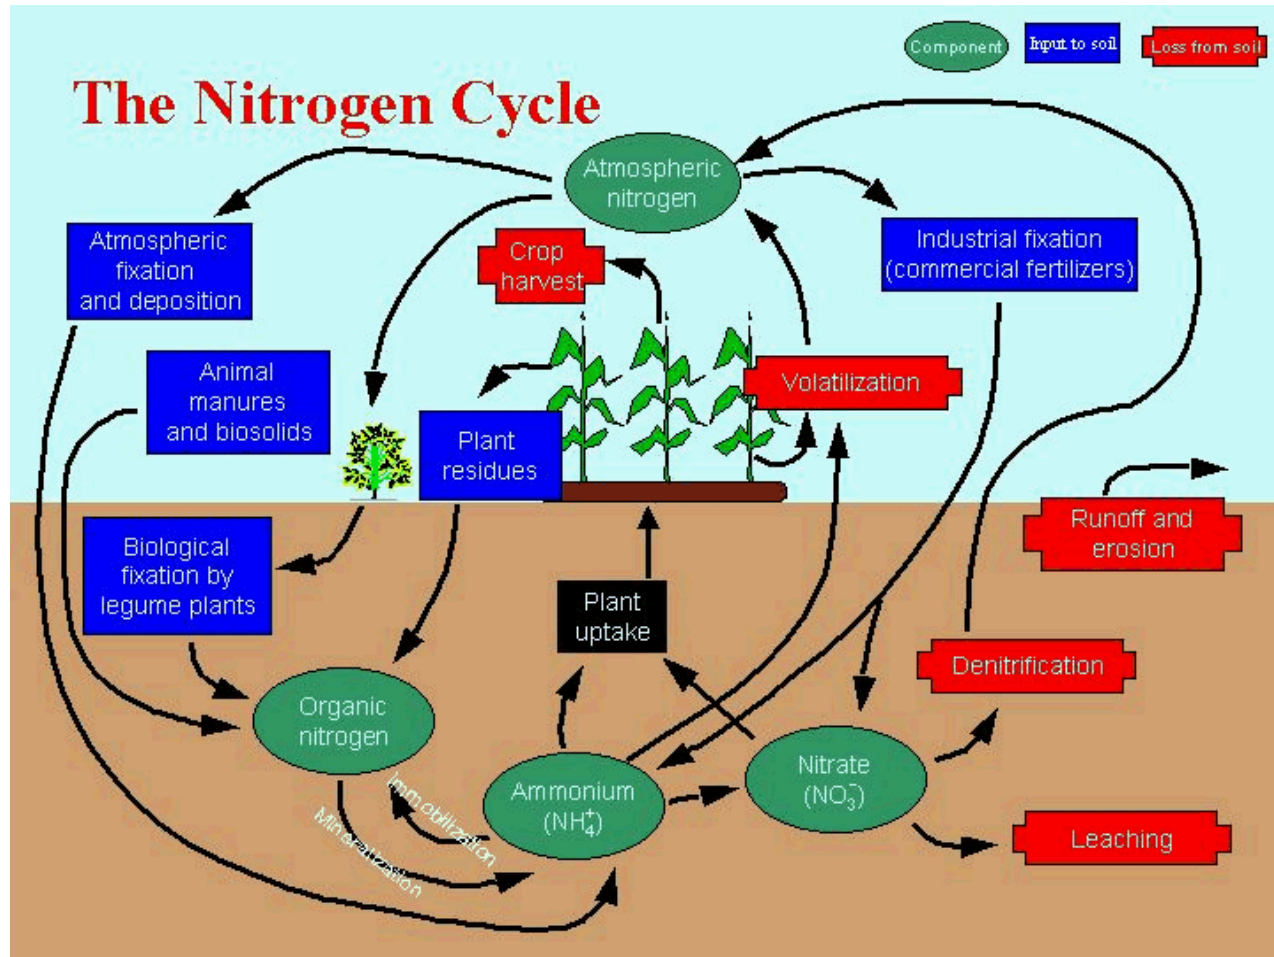 Component
Input to soil
Loss from soil
The Nitrogen Cycle
Atmospheric
nitrogen
Atmospheric
fixation
and deposition
Crop
harvest
Industrial fixation
(commercial fertilizers)
Animal
manures
and biosolids
Volatilization
Plant
residues
Runoff and
erosion
Biological
fixation by
legume plants
Plant
uptake
Denitrification
Organic
nitrogen
Immobilization
Mineralization
Ammonium
(NH₄⁺)
Nitrate
(NO₃⁻)
Leaching